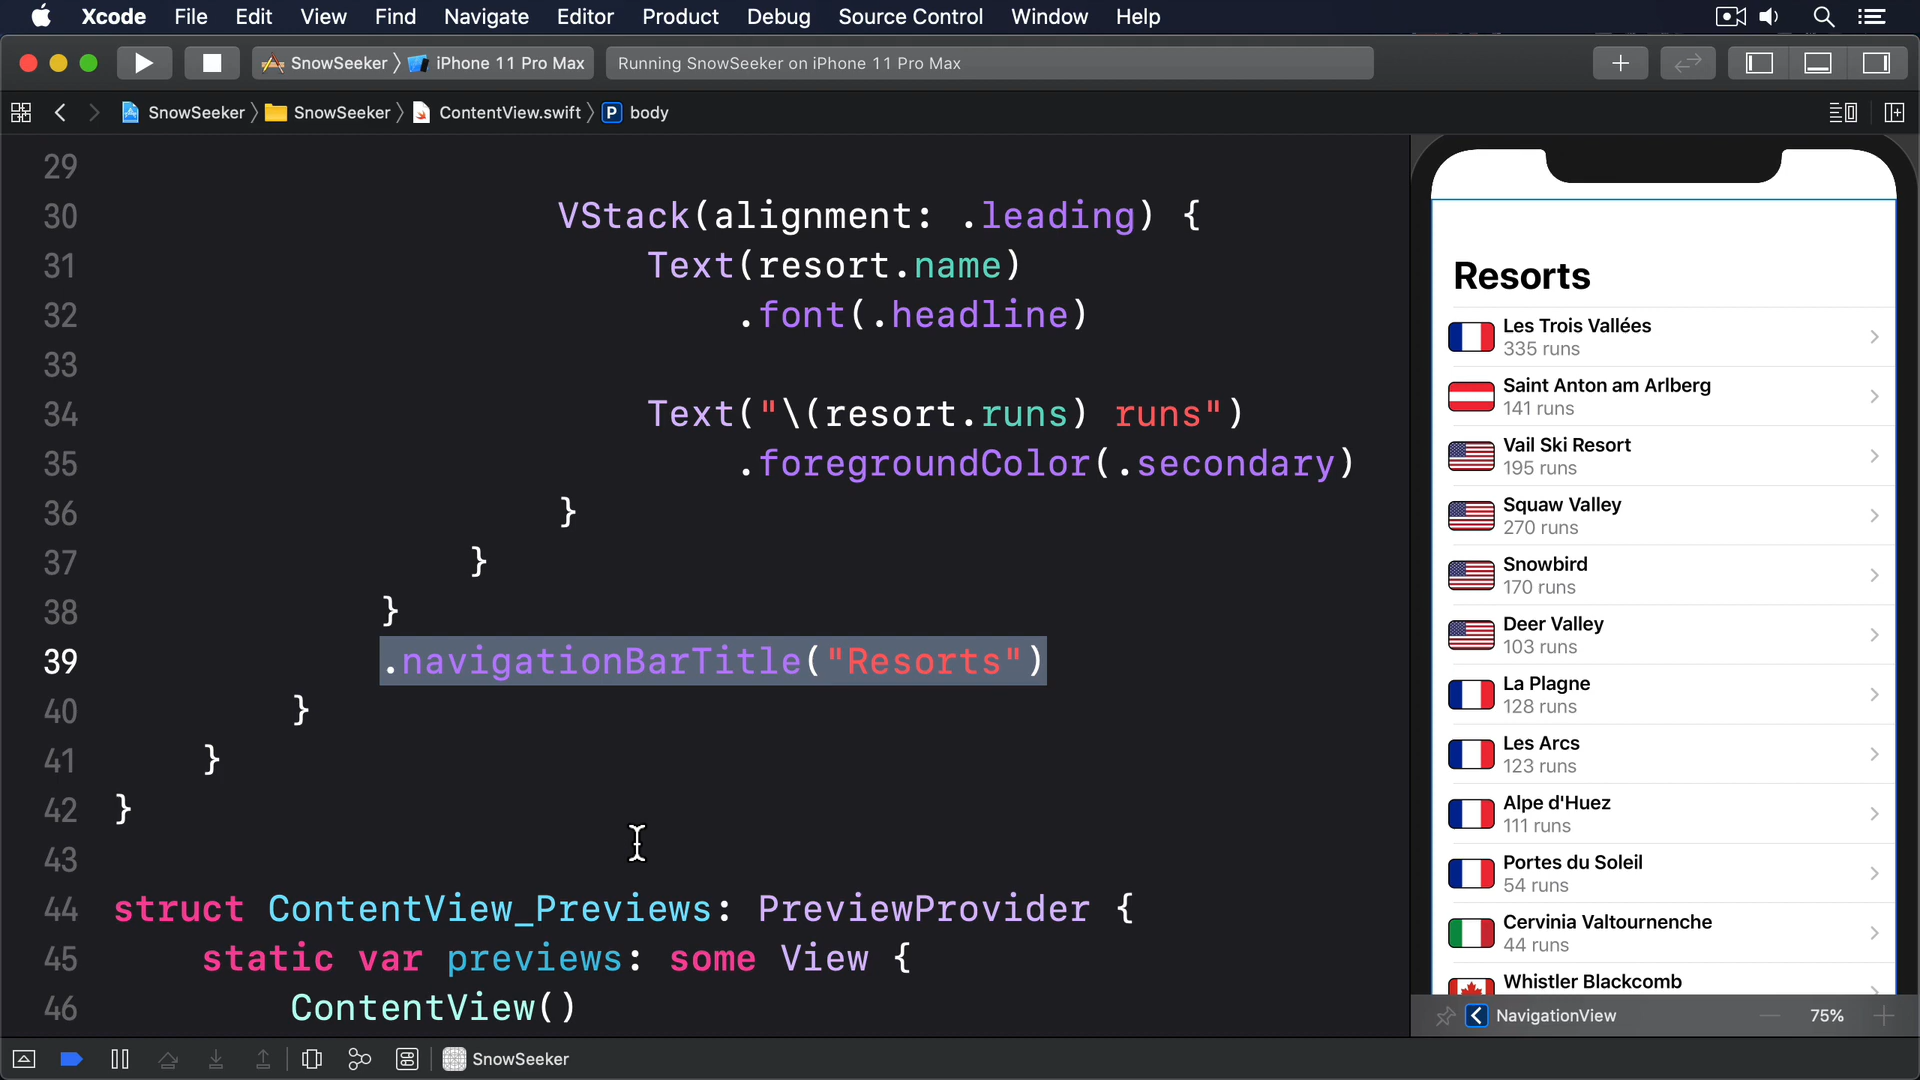 Xcode File Edit View Find Navigate Editor Product Debug Source Control Window Help
SnowSeeker iPhone 11 Pro Max Running SnowSeeker on iPhone 11 Pro Max
SnowSeeker SnowSeeker ContentView.swift P body
29
30 VStack(alignment: .leading) {
31 Text(resort.name)
32 .font(.headline)
33
34 Text("\(resort.runs) runs")
35 .foregroundColor(.secondary)
36 }
37 }
38 }
39 .navigationBarTitle("Resorts")
40 }
41 }
42 }
43
44 struct ContentView_Previews: PreviewProvider {
45 static var previews: some View {
46 ContentView()
Resorts
Les Trois Vallées
335 runs
Saint Anton am Arlberg
141 runs
Vail Ski Resort
195 runs
Squaw Valley
270 runs
Snowbird
170 runs
Deer Valley
103 runs
La Plagne
128 runs
Les Arcs
123 runs
Alpe d'Huez
111 runs
Portes du Soleil
54 runs
Cervinia Valtournenche
44 runs
Whistler Blackcomb
NavigationView 75%
SnowSeeker